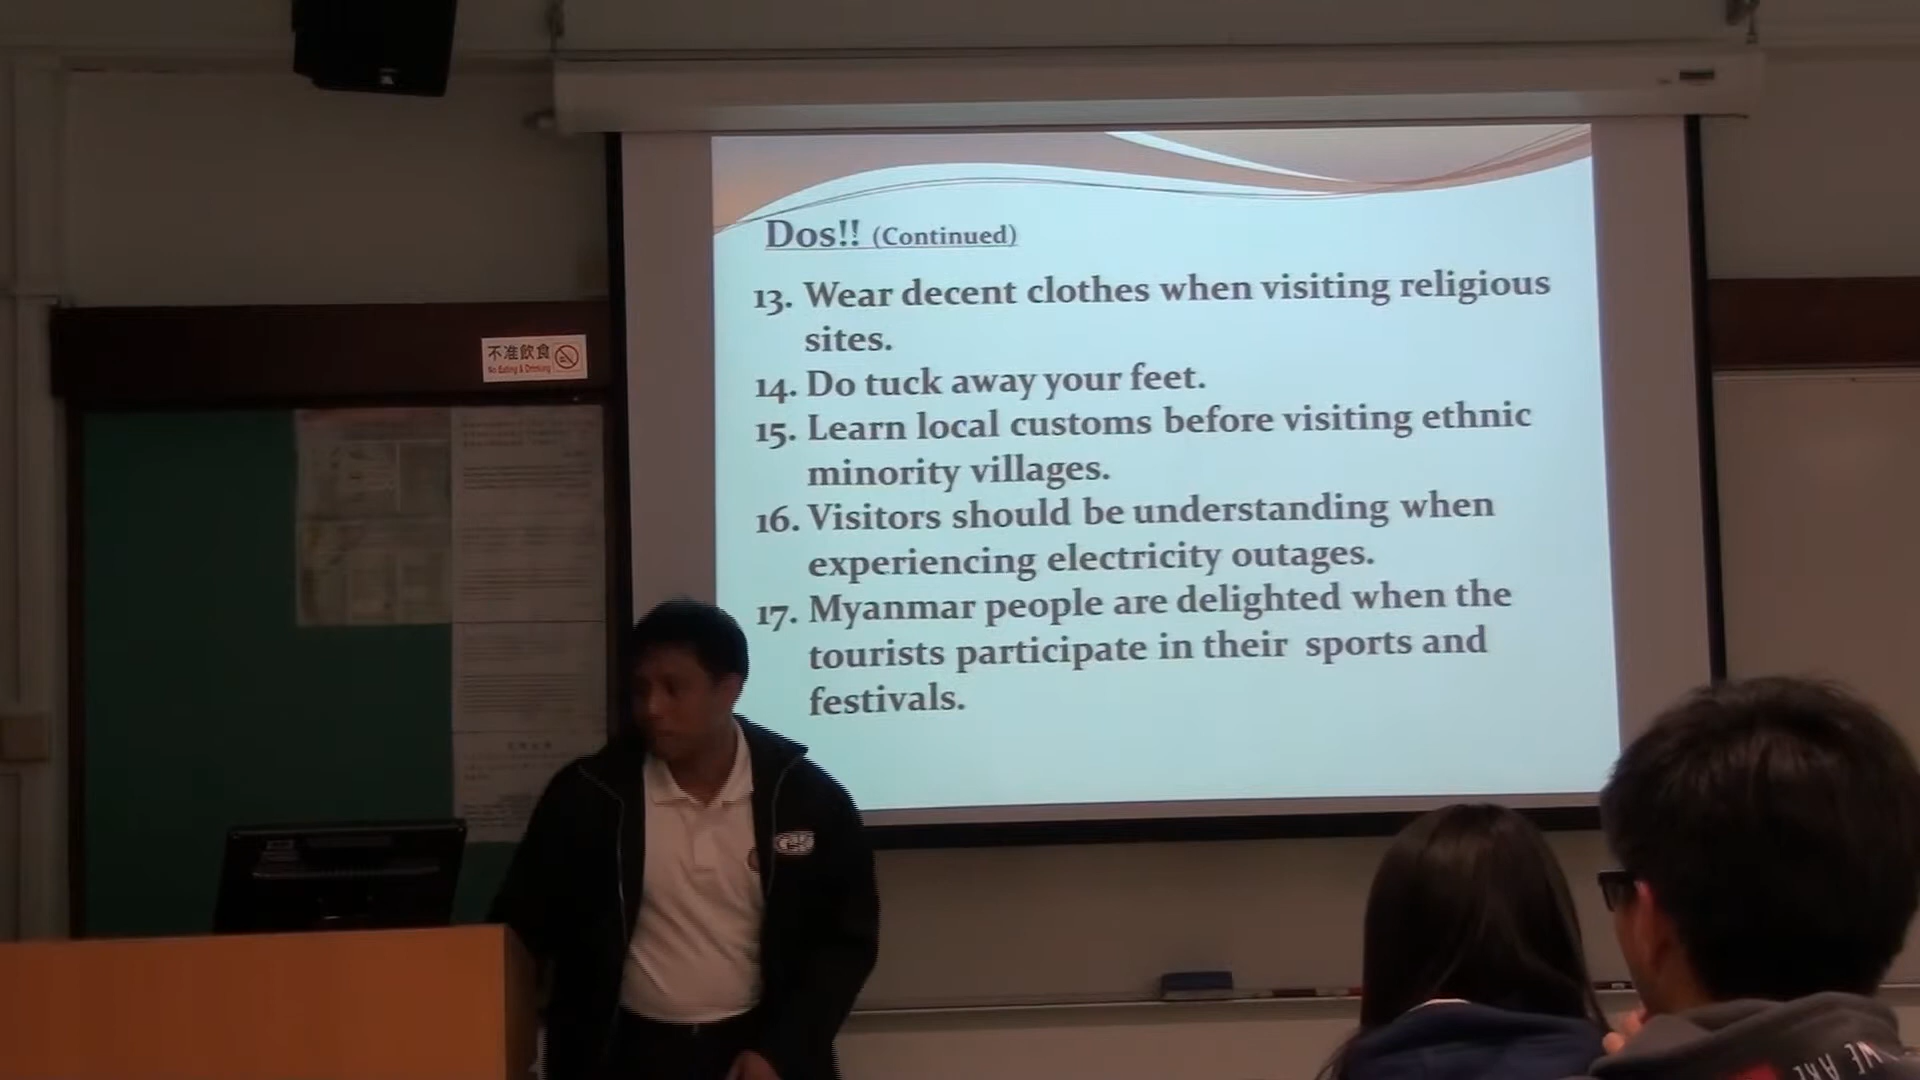 Dos!! (Continued)
13. Wear decent clothes when visiting religious
sites.
14. Do tuck away your feet.
15. Learn local customs before visiting ethnic
minority villages.
16. Visitors should be understanding when
experiencing electricity outages.
17. Myanmar people are delighted when the
tourists participate in their sports and
festivals.
不准飲食
No Eating & Drinking
WE ARE